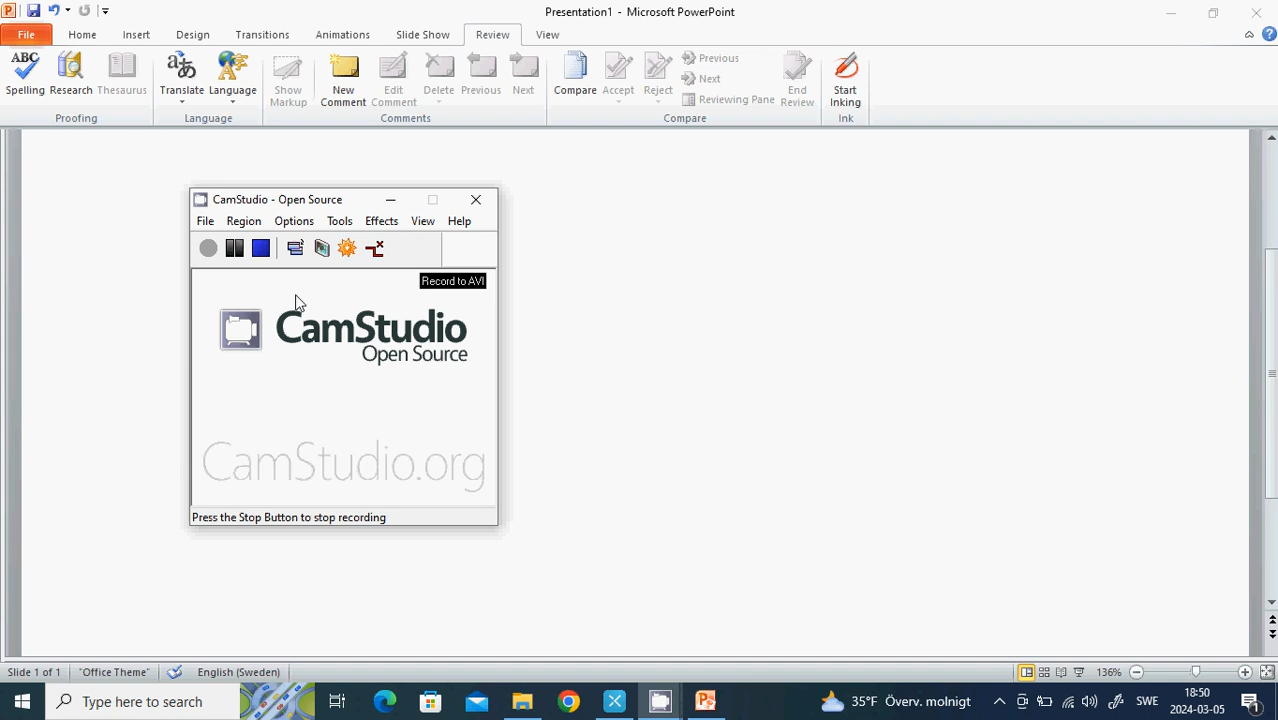 Presentation1 - Microsoft PowerPoint
File Home Insert Design Transitions Animations Slide Show Review View
ABC
Spelling Research Thesaurus Translate Language Show Markup New Comment Edit Comment Delete Previous Next Compare Accept Reject Previous Next Reviewing Pane End Review Start Inking
Proofing Language Comments Compare Ink
CamStudio - Open Source
File Region Options Tools Effects View Help
Record to AVI
CamStudio
Open Source
CamStudio.org
Press the Stop Button to stop recording
Slide 1 of 1 "Office Theme" English (Sweden) 136%
Type here to search 35°F Överv. molnigt SWE 18:50
2024-03-05 1